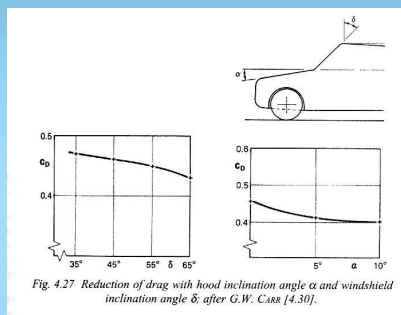 δ
α
0.5
C_D
0.4
35° 45° 55° δ 65°
0.6
C_D
0.5
0.4
5° α 10°
Fig. 4.27 Reduction of drag with hood inclination angle α and windshield
inclination angle δ; after G.W. CARR [4.30].